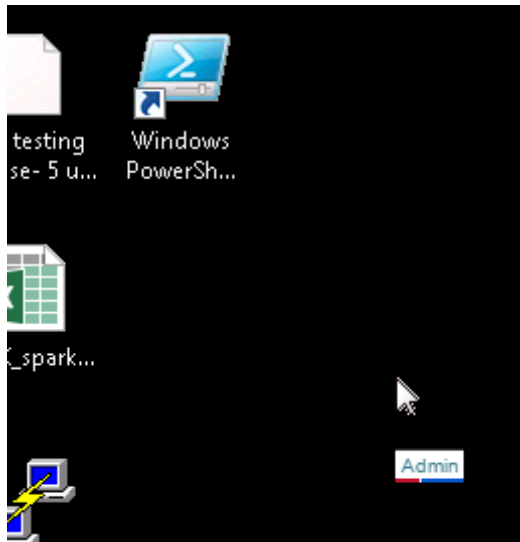 testing
se- 5 u...
Windows
PowerSh...
_spark...
Admin